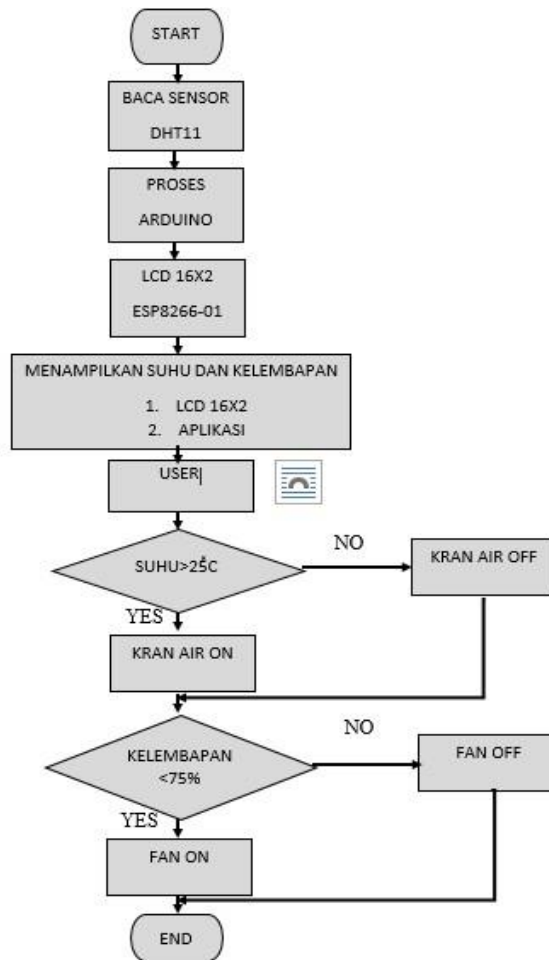 START
BACA SENSOR
DHT11
PROSES
ARDUINO
LCD 16X2
ESP8266-01
MENAMPILKAN SUHU DAN KELEMBAPAN
1. LCD 16X2
2. APLIKASI
USER
SUHU>25̊C
NO
KRAN AIR OFF
YES
KRAN AIR ON
KELEMBAPAN
<75%
NO
FAN OFF
YES
FAN ON
END